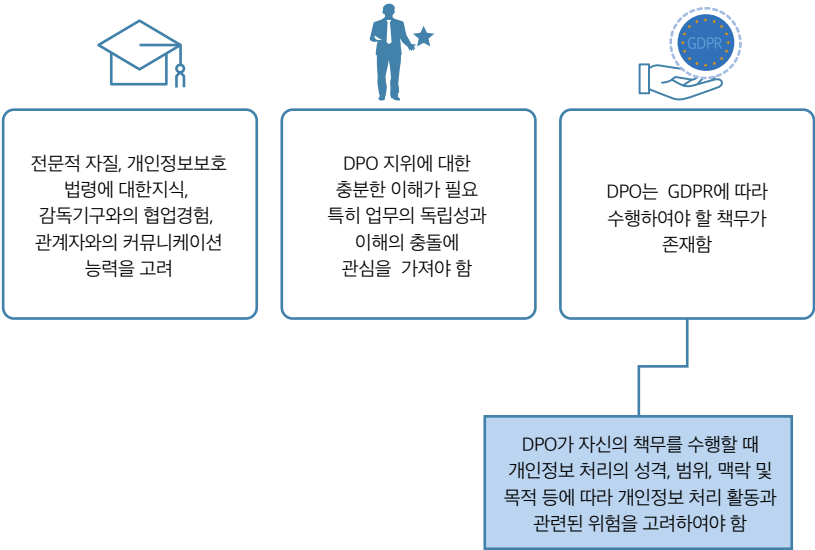 GDPR
전문적 자질, 개인정보보호
법령에 대한지식,
감독기구와의 협업경험,
관계자와의 커뮤니케이션
능력을 고려
DPO 지위에 대한
충분한 이해가 필요
특히 업무의 독립성과
이해의 충돌에
관심을 가져야 함
DPO는 GDPR에 따라
수행하여야 할 책무가
존재함
DPO가 자신의 책무를 수행할 때
개인정보 처리의 성격, 범위, 맥락 및
목적 등에 따라 개인정보 처리 활동과
관련된 위험을 고려하여야 함